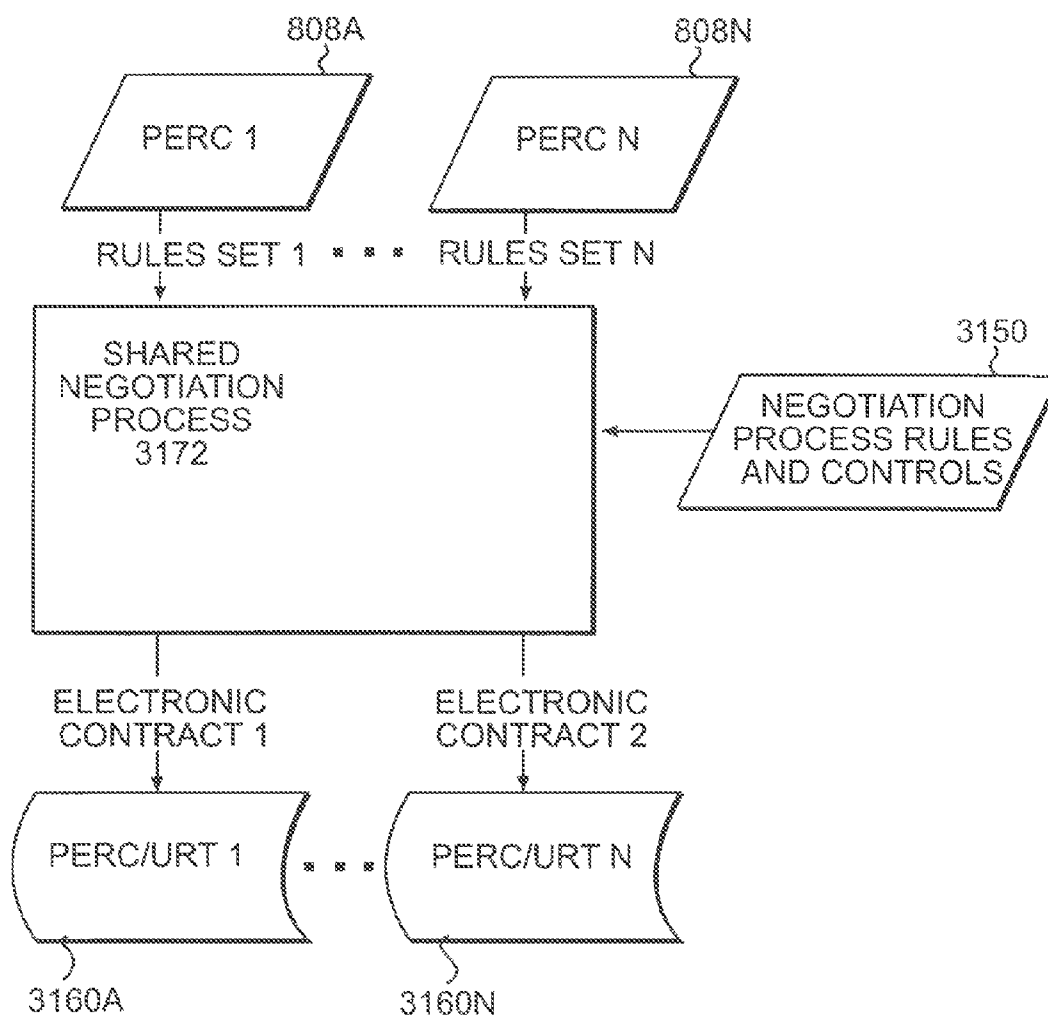 808A
808N
PERC 1
PERC N
RULES SET 1 ▪ ▪ ▪ RULES SET N
SHARED
NEGOTIATION
PROCESS
3172
3150
NEGOTIATION
PROCESS RULES
AND CONTROLS
ELECTRONIC
CONTRACT 1
ELECTRONIC
CONTRACT 2
PERC/URT 1
▪ ▪ ▪
PERC/URT N
3160A
3160N